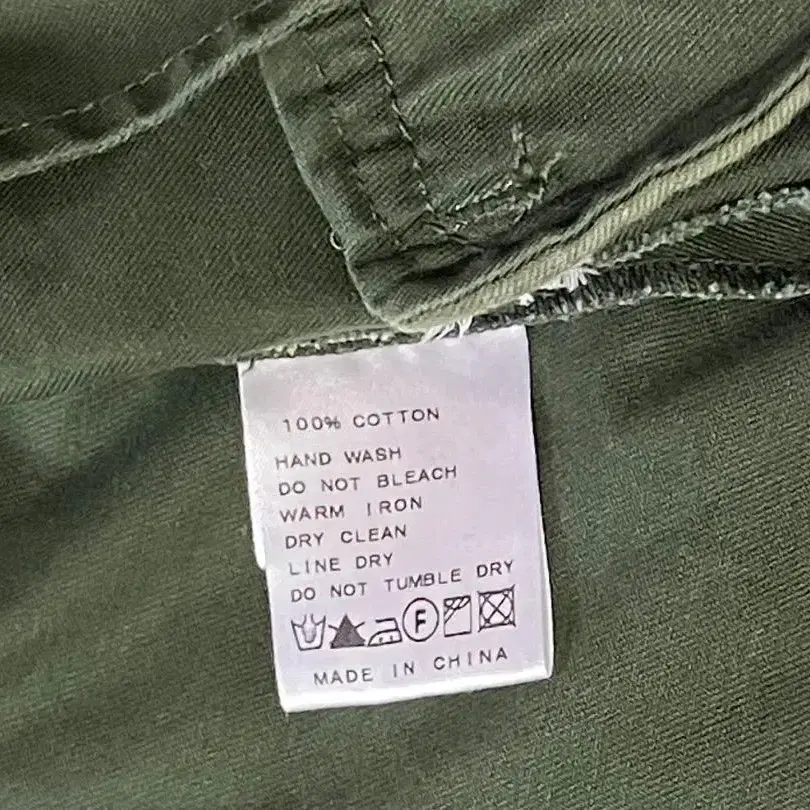 100% COTTON
HAND WASH
DO NOT BLEACH
WARM IRON
DRY CLEAN
LINE DRY
DO NOT TUMBLE DRY
F
MADE IN CHINA